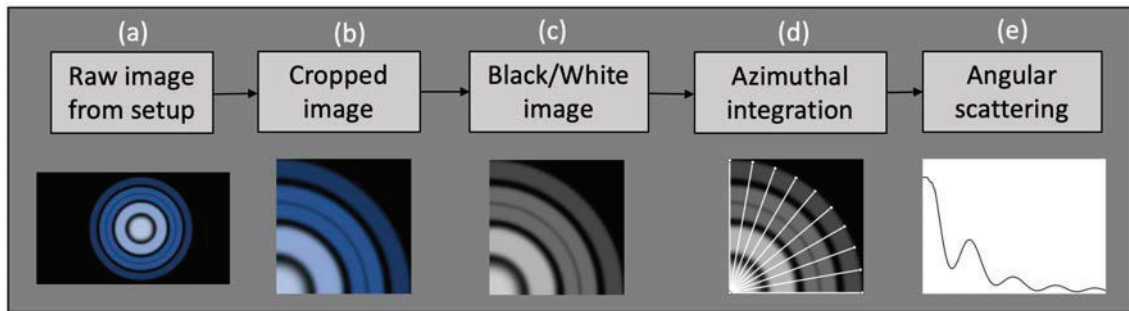 (a)
Raw image
from setup
(b)
Cropped
image
(c)
Black/White
image
(d)
Azimuthal
integration
(e)
Angular
scattering